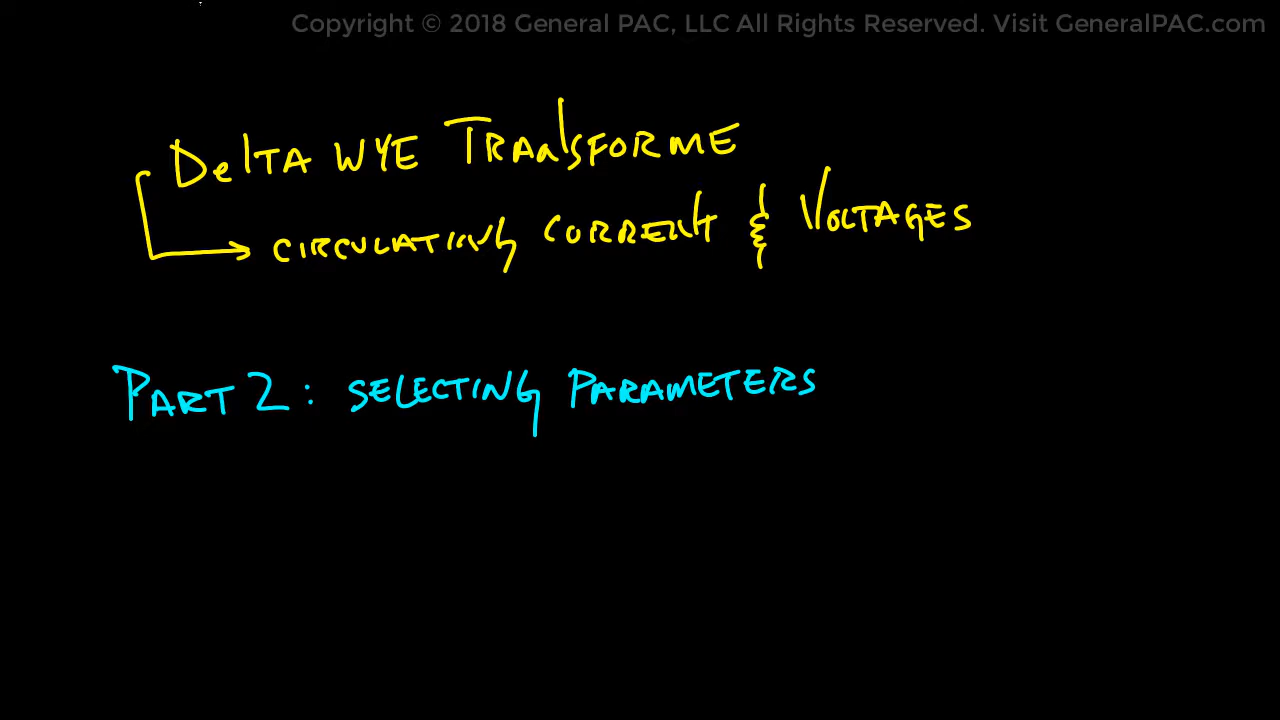 Copyright © 2018 General PAC, LLC All Rights Reserved. Visit GeneralPAC.com
Delta WYE TRansFORME
CIRCULATING CURRENT & VOLTAGES
PART 2: SELECTING PARAMETERS